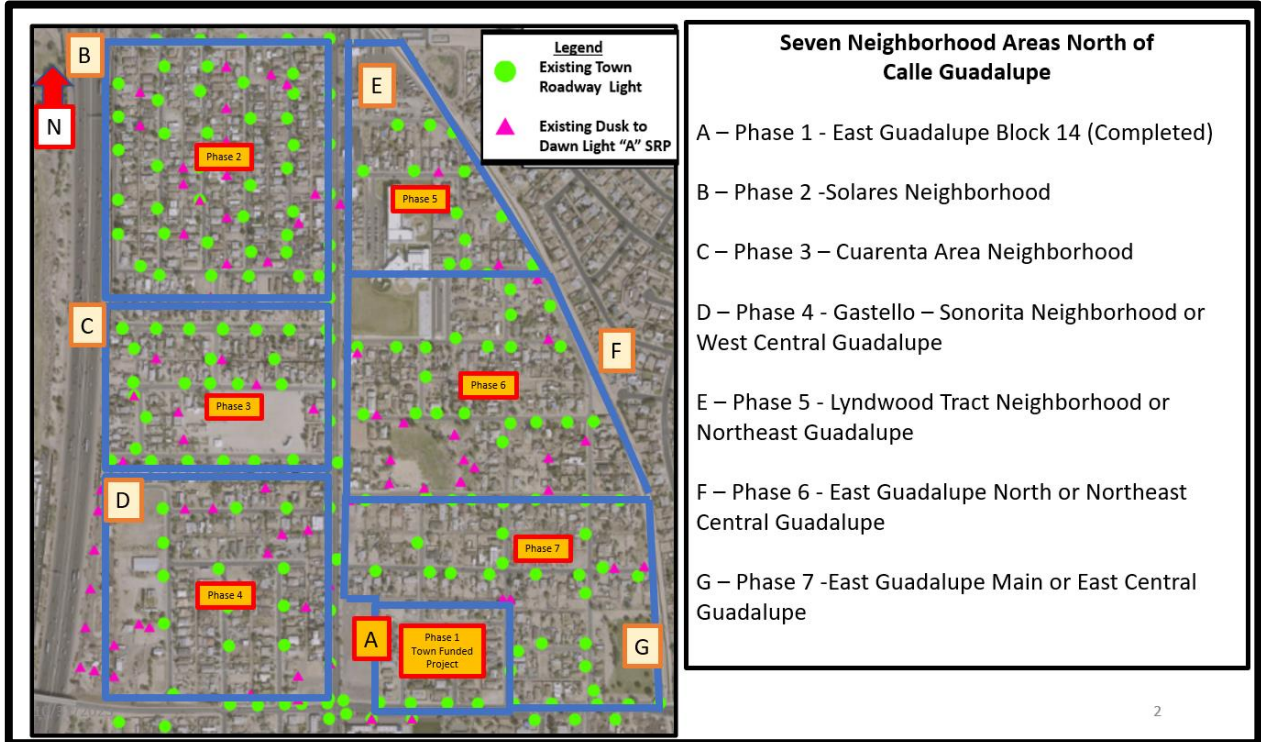 B
E
N
Legend
Existing Town
Roadway Light
Existing Dusk to
Dawn Light “A” SRP
Phase 2
Phase 5
C
F
Phase 6
Phase 3
D
Phase 7
Phase 4
A
Phase 1
Town Funded
Project
G
Seven Neighborhood Areas North of
Calle Guadalupe
A – Phase 1 - East Guadalupe Block 14 (Completed)
B – Phase 2 -Solares Neighborhood
C – Phase 3 – Cuarenta Area Neighborhood
D – Phase 4 - Gastello – Sonorita Neighborhood or
West Central Guadalupe
E – Phase 5 - Lyndwood Tract Neighborhood or
Northeast Guadalupe
F – Phase 6 - East Guadalupe North or Northeast
Central Guadalupe
G – Phase 7 -East Guadalupe Main or East Central
Guadalupe
2